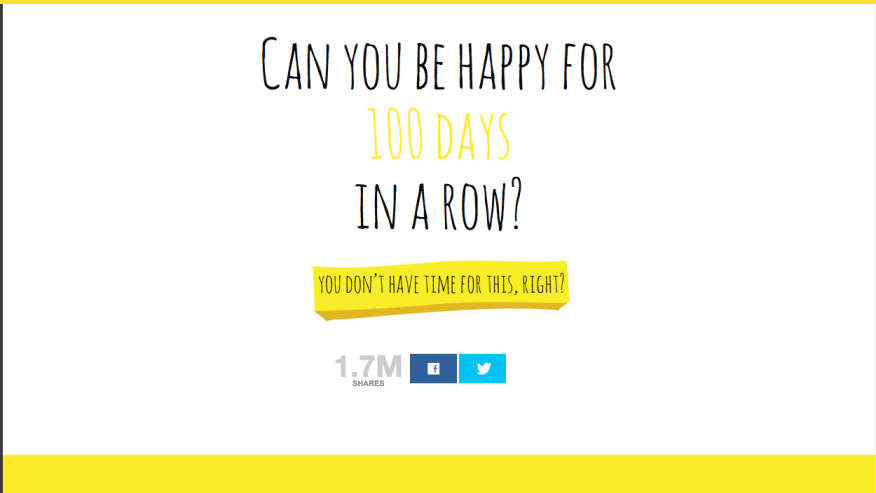 Can you be happy for
100 days
in a row?
you don't have time for this, right?
1.7M
SHARES